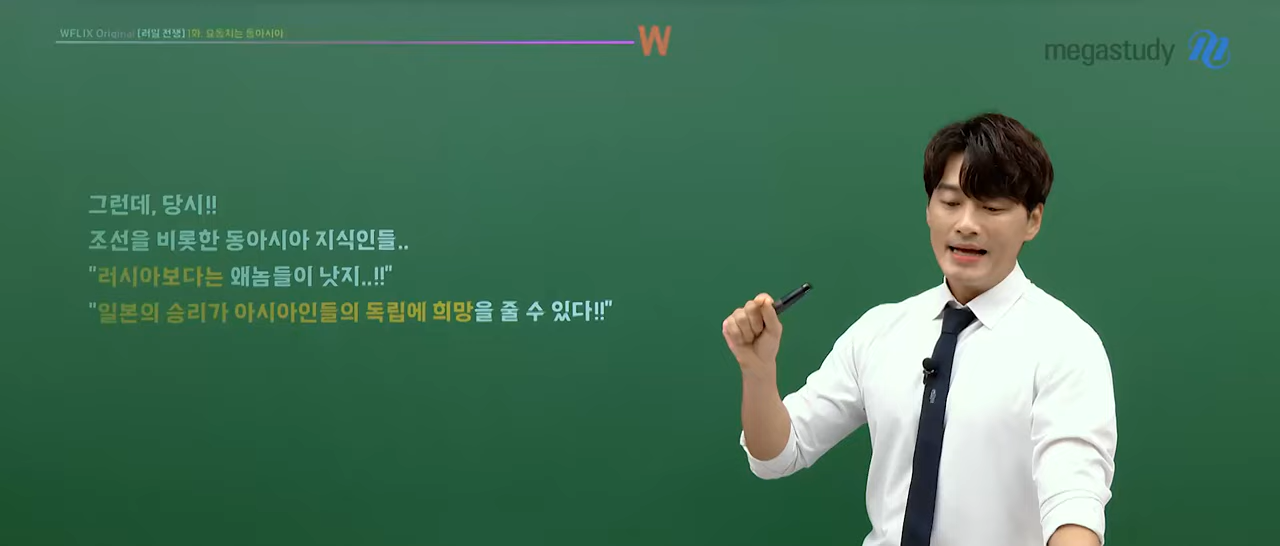 WFLIX Original [러일 전쟁] 1화. 요동치는 동아시아
W
megastudy
그런데, 당시!!
조선을 비롯한 동아시아 지식인들..
"러시아보다는 왜놈들이 낫지..!!"
"일본의 승리가 아시아인들의 독립에 희망을 줄 수 있다!!"